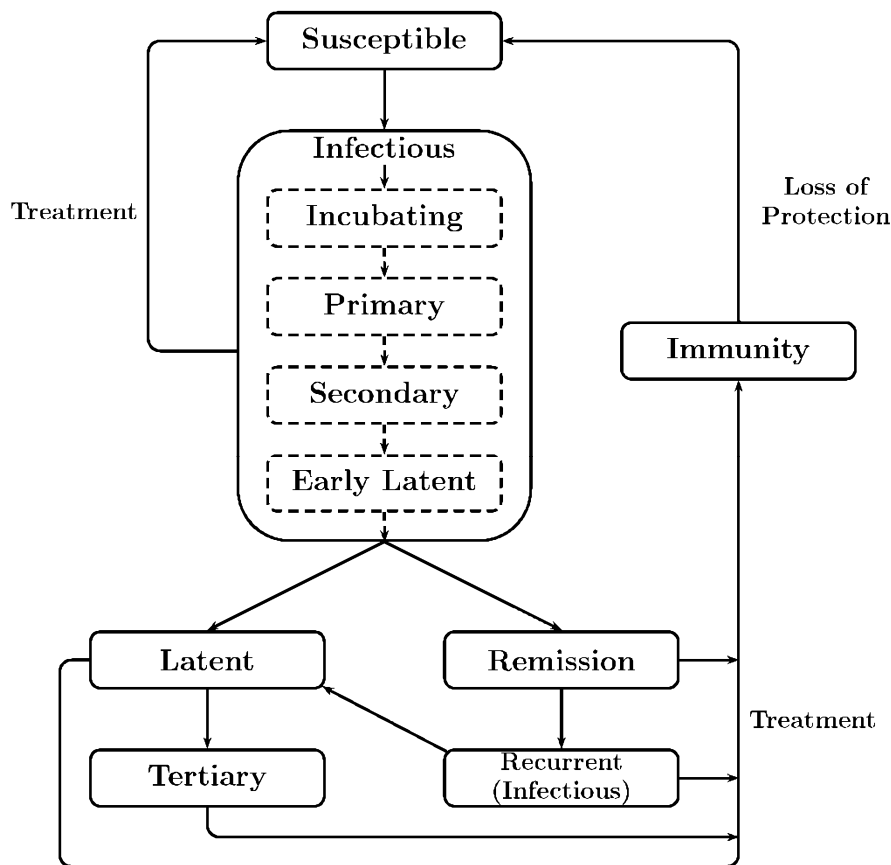 Susceptible
Infectious
Treatment
Incubating
Loss of
Protection
Primary
Immunity
Secondary
Early Latent
Latent
Remission
Treatment
Tertiary
Recurrent
(Infectious)